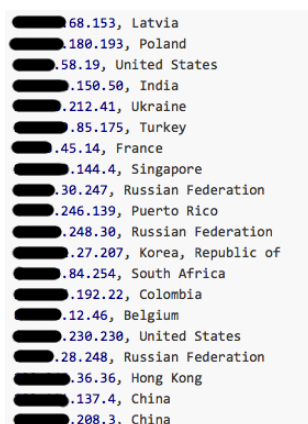 68.153, Latvia
.180.193, Poland
.58.19, United States
.150.50, India
.212.41, Ukraine
.85.175, Turkey
.45.14, France
.144.4, Singapore
.30.247, Russian Federation
.246.139, Puerto Rico
.248.30, Russian Federation
.27.207, Korea, Republic of
.84.254, South Africa
.192.22, Colombia
.12.46, Belgium
.230.230, United States
.28.248, Russian Federation
.36.36, Hong Kong
.137.4, China
.208.3, China